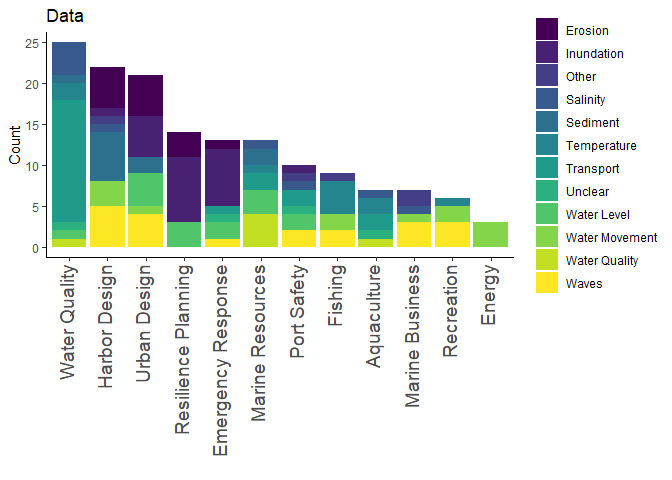 Data
Count
25
20
15
10
5
0
Water Quality
Harbor Design
Urban Design
Resilience Planning
Emergency Response
Marine Resources
Port Safety
Fishing
Aquaculture
Marine Business
Recreation
Energy
Erosion
Inundation
Other
Salinity
Sediment
Temperature
Transport
Unclear
Water Level
Water Movement
Water Quality
Waves